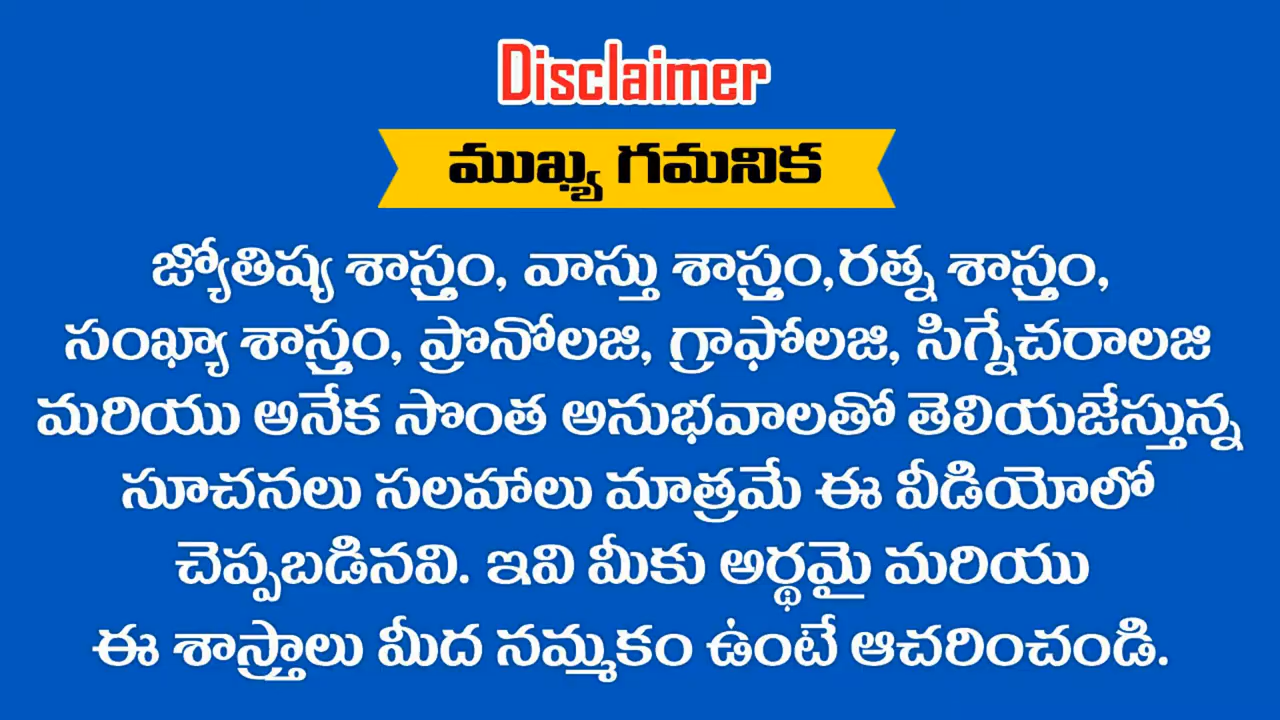 Disclaimer
ముఖ్య గమనిక
జ్యోతిష్య శాస్త్రం, వాస్తు శాస్త్రం,రత్న శాస్త్రం,
సంఖ్యా శాస్త్రం, ప్రొనోలజి, గ్రాఫోలజి, సిగ్నేచరాలజి
మరియు అనేక సొంత అనుభవాలతో తెలియజేస్తున్న
సూచనలు సలహాలు మాత్రమే ఈ వీడియోలో
చెప్పబడినవి. ఇవి మీకు అర్థమై మరియు
ఈ శాస్త్రాలు మీద నమ్మకం ఉంటే ఆచరించండి.